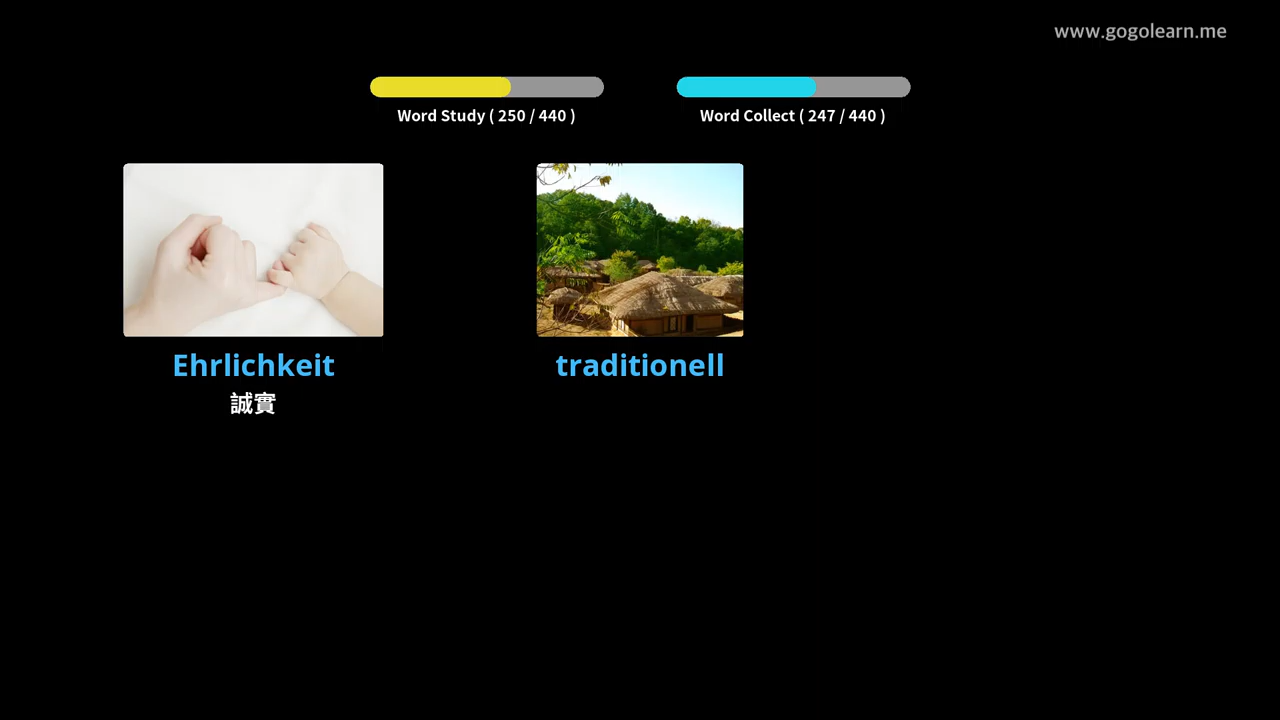 www.gogolearn.me
Word Study ( 250 / 440 )
Word Collect ( 247 / 440 )
Ehrlichkeit
誠實
traditionell